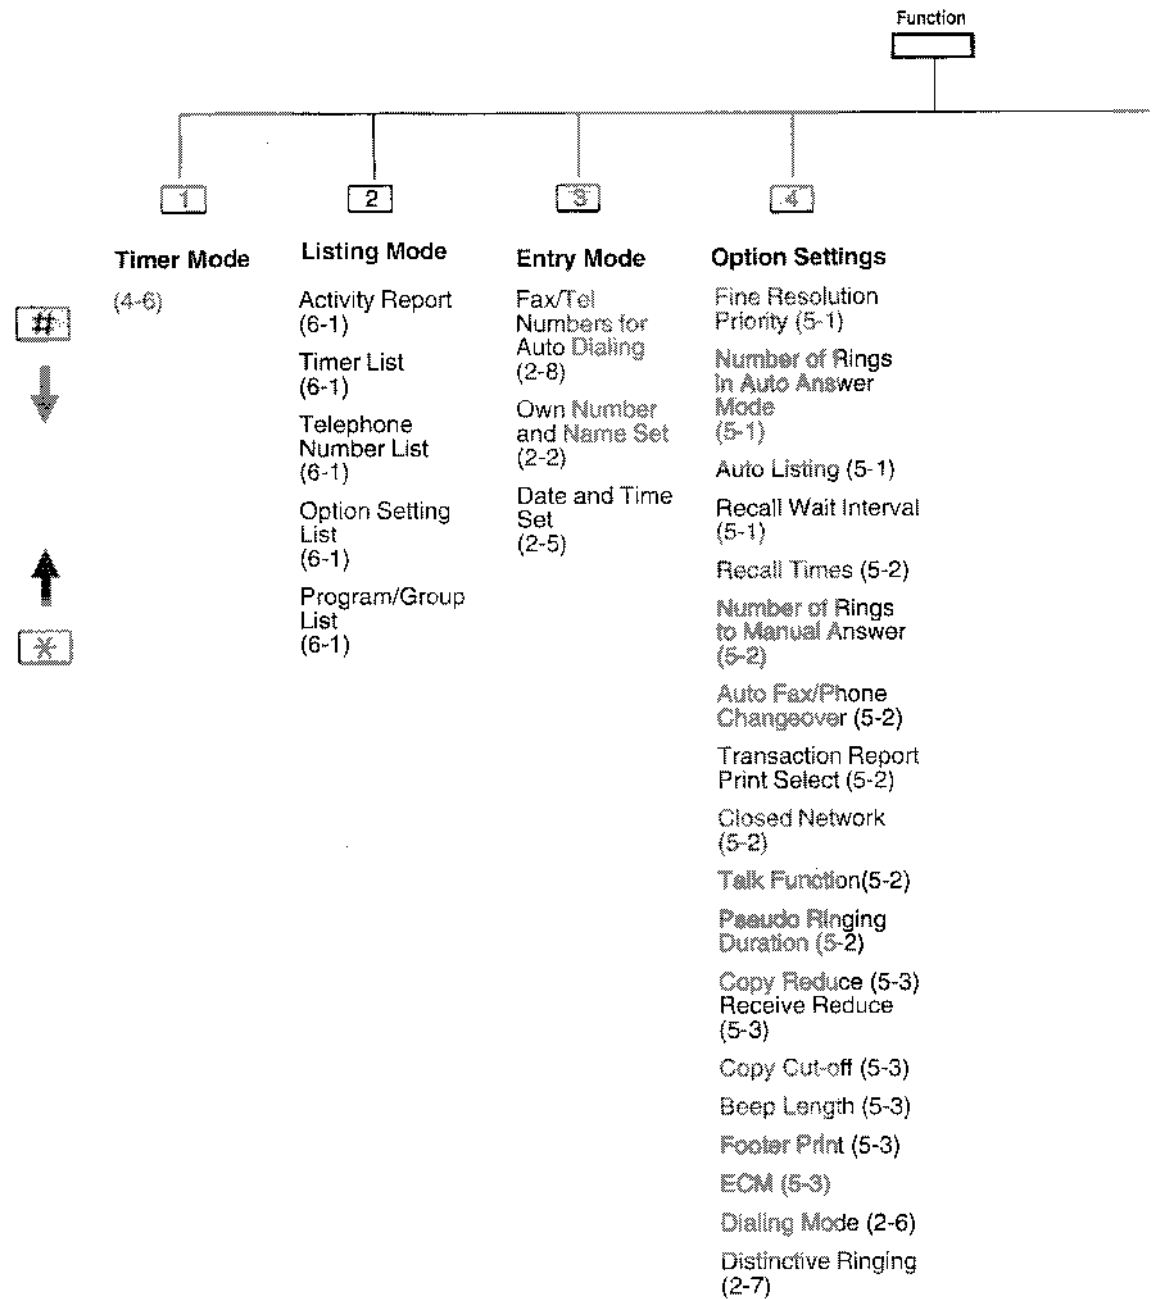 Function
1
2
3
4
Timer Mode
(4-6)
#
*
Listing Mode
Activity Report
(6-1)
Timer List
(6-1)
Telephone
Number List
(6-1)
Option Setting
List
(6-1)
Program/Group
List
(6-1)
Entry Mode
Fax/Tel
Numbers for
Auto Dialing
(2-8)
Own Number
and Name Set
(2-2)
Date and Time
Set
(2-5)
Option Settings
Fine Resolution
Priority (5-1)
Number of Rings
in Auto Answer
Mode
(5-1)
Auto Listing (5-1)
Recall Wait Interval
(5-1)
Recall Times (5-2)
Number of Rings
to Manual Answer
(5-2)
Auto Fax/Phone
Changeover (5-2)
Transaction Report
Print Select (5-2)
Closed Network
(5-2)
Talk Function(5-2)
Pseudo Ringing
Duration (5-2)
Copy Reduce (5-3)
Receive Reduce
(5-3)
Copy Cut-off (5-3)
Beep Length (5-3)
Footer Print (5-3)
ECM (5-3)
Dialing Mode (2-6)
Distinctive Ringing
(2-7)